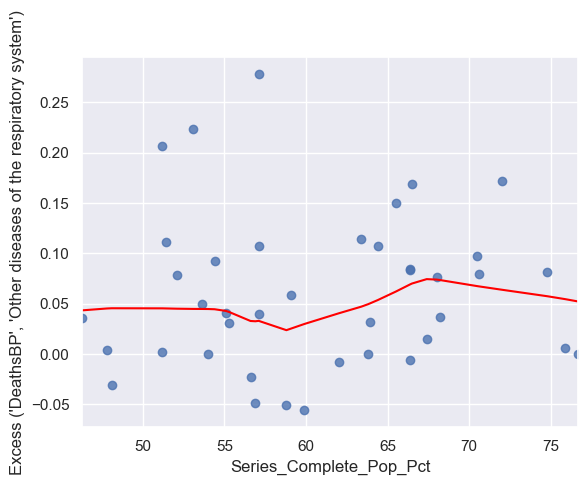 Excess ('DeathsBP', 'Other diseases of the respiratory system')
0.25
0.20
0.15
0.10
0.05
0.00
−0.05
50 55 60 65 70 75
Series_Complete_Pop_Pct